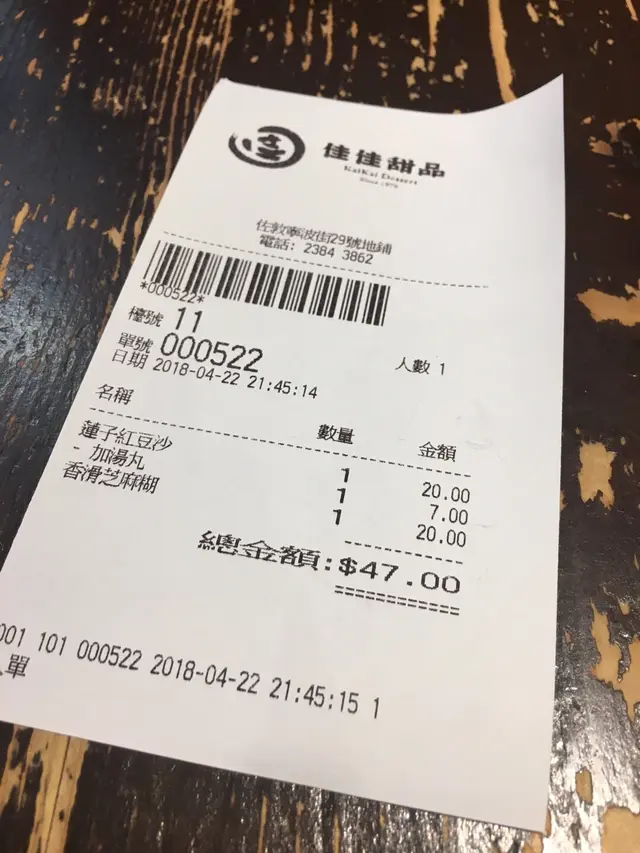 佳佳甜品
KaiKai Dessert
Since 1979
佐敦寧波街29號地鋪
電話: 2384 3862
*000522*
檯號 11
單號 000522 人數 1
日期 2018-04-22 21:45:14
名稱 數量 金額
蓮子紅豆沙 1 20.00
- 加湯丸 1 7.00
香滑芝麻糊 1 20.00
總金額:$47.00
001 101 000522 2018-04-22 21:45:15 1
單